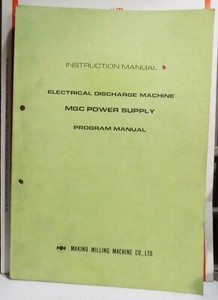 INSTRUCTION MANUAL
ELECTRICAL DISCHARGE MACHINE
MGC POWER SUPPLY
PROGRAM MANUAL
MAKINO MILLING MACHINE CO., LTD.